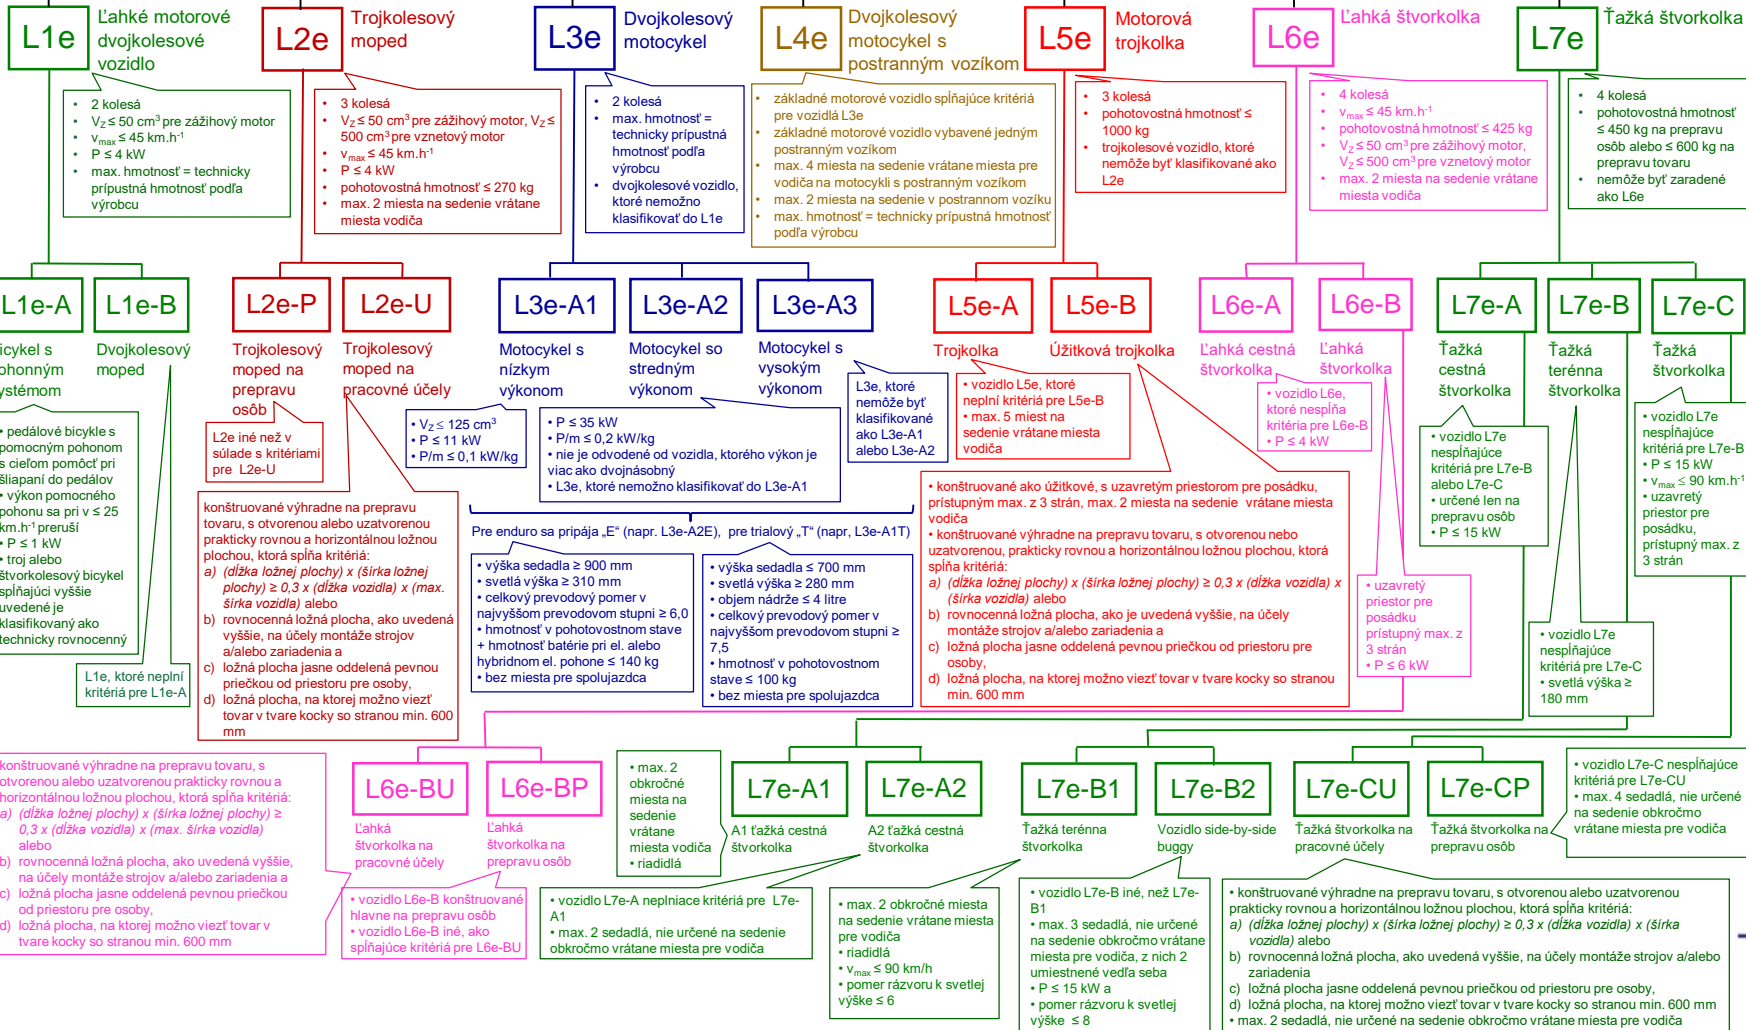 L1e
Ľahké motorové
dvojkolesové
vozidlo
• 2 kolesá
• VZ ≤ 50 cm³ pre zážihový motor
• vmax ≤ 45 km.h⁻¹
• P ≤ 4 kW
• max. hmotnosť = technicky
prípustná hmotnosť podľa
výrobcu
L2e
Trojkolesový
moped
• 3 kolesá
• VZ ≤ 50 cm³ pre zážihový motor, VZ ≤
500 cm³ pre vznetový motor
• vmax ≤ 45 km.h⁻¹
• P ≤ 4 kW
• pohotovostná hmotnosť ≤ 270 kg
• max. 2 miesta na sedenie vrátane
miesta vodiča
L3e
Dvojkolesový
motocykel
• 2 kolesá
• max. hmotnosť =
technicky prípustná
hmotnosť podľa
výrobcu
• dvojkolesové vozidlo,
ktoré nemožno
klasifikovať do L1e
L4e
Dvojkolesový
motocykel s
postranným vozíkom
• základné motorové vozidlo spĺňajúce kritériá
pre vozidlá L3e
• základné motorové vozidlo vybavené jedným
postranným vozíkom
• max. 4 miesta na sedenie vrátane miesta pre
vodiča na motocykli s postranným vozíkom
• max. 2 miesta na sedenie v postrannom vozíku
• max. hmotnosť = technicky prípustná hmotnosť
podľa výrobcu
L5e
Motorová
trojkolka
• 3 kolesá
• pohotovostná hmotnosť ≤
1000 kg
• trojkolesové vozidlo, ktoré
nemôže byť klasifikované ako
L2e
L6e
Ľahká štvorkolka
• 4 kolesá
• vmax ≤ 45 km.h⁻¹
• pohotovostná hmotnosť ≤ 425 kg
• VZ ≤ 50 cm³ pre zážihový motor,
VZ ≤ 500 cm³ pre vznetový motor
• max. 2 miesta na sedenie vrátane
miesta vodiča
L7e
Ťažká štvorkolka
• 4 kolesá
• pohotovostná hmotnosť
≤ 450 kg na prepravu
osôb alebo ≤ 600 kg na
prepravu tovaru
• nemôže byť zaradené
ako L6e
L1e-A
icykel s
ohonným
ystémom
• pedálové bicykle s
pomocným pohonom
s cieľom pomôcť pri
šliapaní do pedálov
• výkon pomocného
pohonu sa pri v ≤ 25
km.h⁻¹ preruší
• P ≤ 1 kW
• troj alebo
štvorkolesový bicykel
spĺňajúci vyššie
uvedené je
klasifikovaný ako
technicky rovnocenný
L1e-B
Dvojkolesový
moped
L1e, ktoré neplní
kritériá pre L1e-A
L2e-P
Trojkolesový
moped na
prepravu
osôb
L2e iné než v
súlade s kritériami
pre L2e-U
L2e-U
Trojkolesový
moped na
pracovné účely
konštruované výhradne na prepravu
tovaru, s otvorenou alebo uzatvorenou
prakticky rovnou a horizontálnou ložnou
plochou, ktorá spĺňa kritériá:
a) (dĺžka ložnej plochy) x (šírka ložnej
plochy) ≥ 0,3 x (dĺžka vozidla) x (max.
šírka vozidla) alebo
b) rovnocenná ložná plocha, ako uvedená
vyššie, na účely montáže strojov
a/alebo zariadenia a
c) ložná plocha jasne oddelená pevnou
priečkou od priestoru pre osoby,
d) ložná plocha, na ktorej možno viezť
tovar v tvare kocky so stranou min. 600
mm
L3e-A1
Motocykel s
nízkym
výkonom
• VZ ≤ 125 cm³
• P ≤ 11 kW
• P/m ≤ 0,1 kW/kg
L3e-A2
Motocykel so
stredným
výkonom
• P ≤ 35 kW
• P/m ≤ 0,2 kW/kg
• nie je odvodené od vozidla, ktorého výkon je
viac ako dvojnásobný
• L3e, ktoré nemožno klasifikovať do L3e-A1
L3e-A3
Motocykel s
vysokým
výkonom
L3e, ktoré
nemôže byť
klasifikované
ako L3e-A1
alebo L3e-A2
Pre enduro sa pripája „E“ (napr. L3e-A2E), pre trialový „T“ (napr, L3e-A1T)
• výška sedadla ≥ 900 mm
• svetlá výška ≥ 310 mm
• celkový prevodový pomer v
najvyššom prevodovom stupni ≥ 6,0
• hmotnosť v pohotovostnom stave
+ hmotnosť batérie pri el. alebo
hybridnom el. pohone ≤ 140 kg
• bez miesta pre spolujazdca
• výška sedadla ≤ 700 mm
• svetlá výška ≥ 280 mm
• objem nádrže ≤ 4 litre
• celkový prevodový pomer v
najvyššom prevodovom stupni ≥
7,5
• hmotnosť v pohotovostnom
stave ≤ 100 kg
• bez miesta pre spolujazdca
L5e-A
Trojkolka
• vozidlo L5e, ktoré
neplní kritériá pre L5e-B
• max. 5 miest na
sedenie vrátane miesta
vodiča
L5e-B
Úžitková trojkolka
• konštruované ako úžitkové, s uzavretým priestorom pre posádku,
prístupným max. z 3 strán, max. 2 miesta na sedenie vrátane miesta
vodiča
• konštruované výhradne na prepravu tovaru, s otvorenou nebo
uzatvorenou, prakticky rovnou a horizontálnou ložnou plochou, ktorá
spĺňa kritériá:
a) (dĺžka ložnej plochy) x (šírka ložnej plochy) ≥ 0,3 x (dĺžka vozidla) x
(šírka vozidla) alebo
b) rovnocenná ložná plocha, ako je uvedená vyššie, na účely
montáže strojov a/alebo zariadenia a
c) ložná plocha jasne oddelená pevnou priečkou od priestoru pre
osoby,
d) ložná plocha, na ktorej možno viezť tovar v tvare kocky so stranou
min. 600 mm
L6e-A
Ľahká cestná
štvorkolka
• vozidlo L6e,
ktoré nespĺňa
kritéria pre L6e-B
• P ≤ 4 kW
L6e-B
Ľahká
štvorkolka
• uzavretý
priestor pre
posádku
prístupný max. z
3 strán
• P ≤ 6 kW
L7e-A
Ťažká
cestná
štvorkolka
• vozidlo L7e
nespĺňajúce
kritériá pre L7e-B
alebo L7e-C
• určené len na
prepravu osôb
• P ≤ 15 kW
L7e-B
Ťažká
terénna
štvorkolka
• vozidlo L7e
nespĺňajúce
kritériá pre L7e-C
• svetlá výška ≥
180 mm
L7e-C
Ťažká
štvorkolka
• vozidlo L7e
nespĺňajúce
kritériá pre L7e-B
• P ≤ 15 kW
• vmax ≤ 90 km.h⁻¹
• uzavretý
priestor pre
posádku,
prístupný max. z
3 strán
konštruované výhradne na prepravu tovaru, s
otvorenou alebo uzatvorenou prakticky rovnou a
horizontálnou ložnou plochou, ktorá spĺňa kritériá:
a) (dĺžka ložnej plochy) x (šírka ložnej plochy) ≥
0,3 x (dĺžka vozidla) x (max. šírka vozidla)
alebo
b) rovnocenná ložná plocha, ako uvedená vyššie,
na účely montáže strojov a/alebo zariadenia a
c) ložná plocha jasne oddelená pevnou priečkou
od priestoru pre osoby,
d) ložná plocha, na ktorej možno viezť tovar v
tvare kocky so stranou min. 600 mm
L6e-BU
Ľahká
štvorkolka na
pracovné účely
L6e-BP
Ľahká
štvorkolka na
prepravu osôb
• vozidlo L6e-B konštruované
hlavne na prepravu osôb
• vozidlo L6e-B iné, ako
spĺňajúce kritériá pre L6e-BU
• max. 2
obkročné
miesta na
sedenie
vrátane
miesta vodiča
• riadidlá
L7e-A1
A1 ťažká cestná
štvorkolka
L7e-A2
A2 ťažká cestná
štvorkolka
• vozidlo L7e-A neplniace kritériá pre L7e-
A1
• max. 2 sedadlá, nie určené na sedenie
obkročmo vrátane miesta pre vodiča
L7e-B1
Ťažká terénna
štvorkolka
• max. 2 obkročné miesta
na sedenie vrátane miesta
pre vodiča
• riadidlá
• vmax ≤ 90 km/h
• pomer rázvoru k svetlej
výške ≤ 6
L7e-B2
Vozidlo side-by-side
buggy
• vozidlo L7e-B iné, než L7e-
B1
• max. 3 sedadlá, nie určené
na sedenie obkročmo vrátane
miesta pre vodiča, z nich 2
umiestnené vedľa seba
• P ≤ 15 kW a
• pomer rázvoru k svetlej
výške ≤ 8
L7e-CU
Ťažká štvorkolka na
pracovné účely
• konštruované výhradne na prepravu tovaru, s otvorenou alebo uzatvorenou
prakticky rovnou a horizontálnou ložnou plochou, ktorá spĺňa kritériá:
a) (dĺžka ložnej plochy) x (šírka ložnej plochy) ≥ 0,3 x (dĺžka vozidla) x (šírka
vozidla) alebo
b) rovnocenná ložná plocha, ako uvedená vyššie, na účely montáže strojov a/alebo
zariadenia
c) ložná plocha jasne oddelená pevnou priečkou od priestoru pre osoby,
d) ložná plocha, na ktorej možno viezť tovar v tvare kocky so stranou min. 600 mm
• max. 2 sedadlá, nie určené na sedenie obkročmo vrátane miesta pre vodiča
L7e-CP
Ťažká štvorkolka na
prepravu osôb
• vozidlo L7e-C nespĺňajúce
kritériá pre L7e-CU
• max. 4 sedadlá, nie určené
na sedenie obkročmo
vrátane miesta pre vodiča